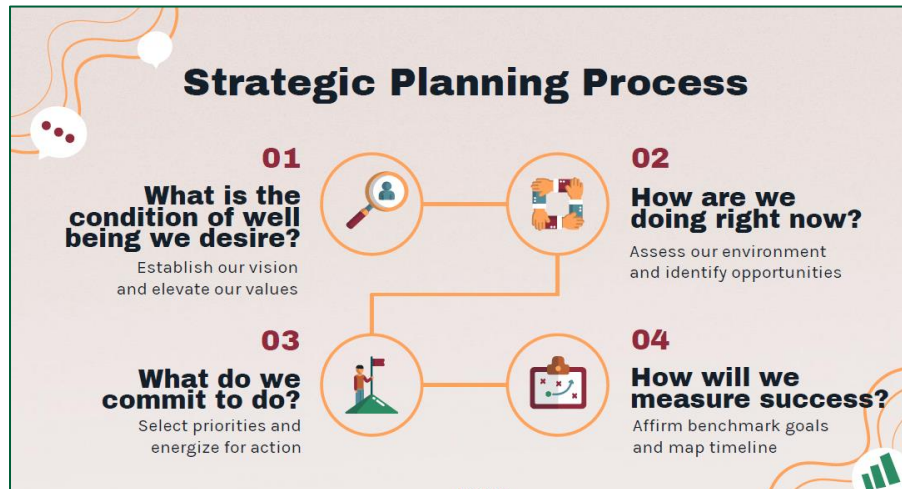 Strategic Planning Process
01
What is the
condition of well
being we desire?
Establish our vision
and elevate our values
02
How are we
doing right now?
Assess our environment
and identify opportunities
03
What do we
commit to do?
Select priorities and
energize for action
04
How will we
measure success?
Affirm benchmark goals
and map timeline